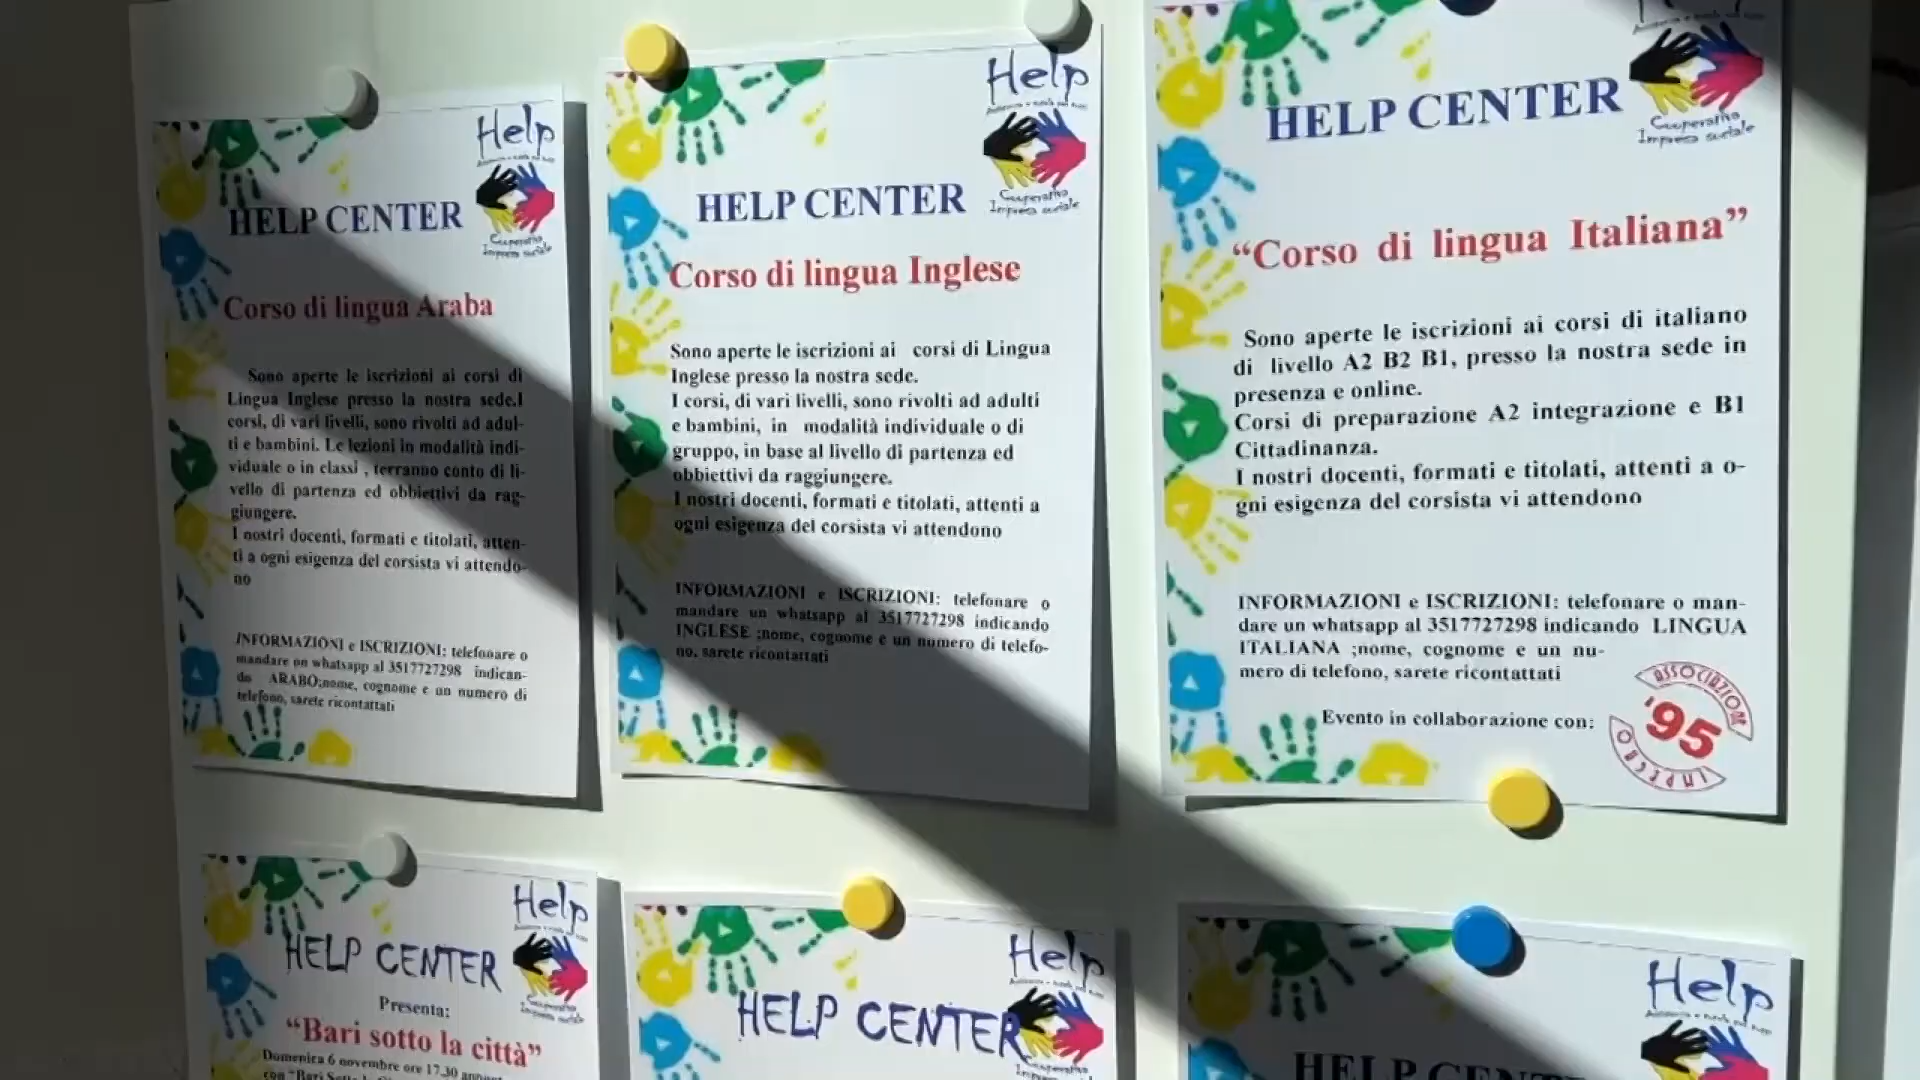 Help
Cooperativa
Impresa sociale
HELP CENTER
Corso di lingua Araba
Sono aperte le iscrizioni ai corsi di
Lingua Inglese presso la nostra sede.I
corsi, di vari livelli, sono rivolti ad adul-
ti e bambini. Le lezioni in modalità indi-
viduale o in classi , terranno conto di li-
vello di partenza ed obbiettivi da rag-
giungere.
I nostri docenti, formati e titolati, atten-
ti a ogni esigenza del corsista vi attendo-
no
INFORMAZIONI e ISCRIZIONI: telefonare o
mandare un whatsapp al 3517727298 indican-
do ARABO;nome, cognome e un numero di
telefono, sarete ricontattati
Help
Cooperativa
Impresa sociale
HELP CENTER
Corso di lingua Inglese
Sono aperte le iscrizioni ai corsi di Lingua
Inglese presso la nostra sede.
I corsi, di vari livelli, sono rivolti ad adulti
e bambini, in modalità individuale o di
gruppo, in base al livello di partenza ed
obbiettivi da raggiungere.
I nostri docenti, formati e titolati, attenti a
ogni esigenza del corsista vi attendono
INFORMAZIONI e ISCRIZIONI: telefonare o
mandare un whatsapp al 3517727298 indicando
INGLESE ;nome, cognome e un numero di telefo-
no, sarete ricontattati
HELP CENTER
Cooperativa
Impresa sociale
“Corso di lingua Italiana”
Sono aperte le iscrizioni ai corsi di italiano
di livello A2 B2 B1, presso la nostra sede in
presenza e online.
Corsi di preparazione A2 integrazione e B1
Cittadinanza.
I nostri docenti, formati e titolati, attenti a o-
gni esigenza del corsista vi attendono
INFORMAZIONI e ISCRIZIONI: telefonare o man-
dare un whatsapp al 3517727298 indicando LINGUA
ITALIANA ;nome, cognome e un nu-
mero di telefono, sarete ricontattati
Evento in collaborazione con:
ASSOCIAZIONE
'95
Help
HELP CENTER
Cooperativa
Impresa sociale
Presenta:
“Bari sotto la città”
Domenica 6 novembre ore 17.30
Help
HELP CENTER
Cooperativa
Help
HELP CENTER